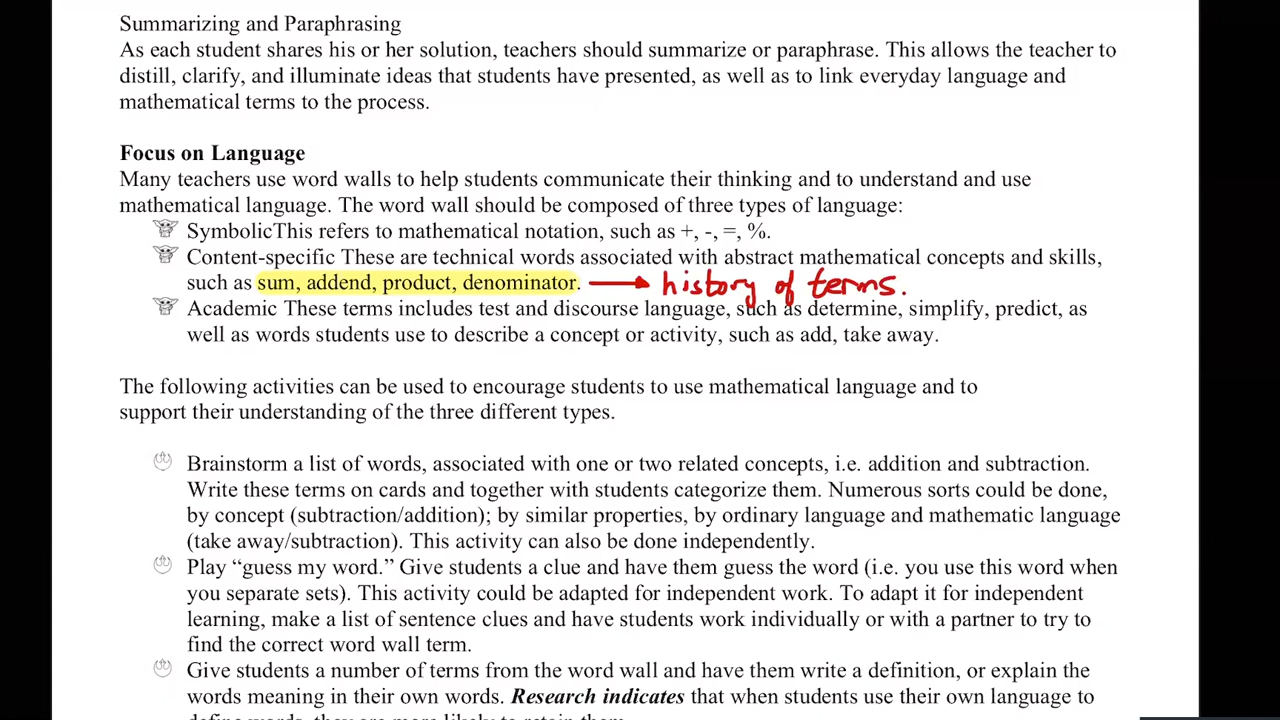 Summarizing and Paraphrasing
As each student shares his or her solution, teachers should summarize or paraphrase. This allows the teacher to
distill, clarify, and illuminate ideas that students have presented, as well as to link everyday language and
mathematical terms to the process.
Focus on Language
Many teachers use word walls to help students communicate their thinking and to understand and use
mathematical language. The word wall should be composed of three types of language:
SymbolicThis refers to mathematical notation, such as +, -, =, %.
Content-specific These are technical words associated with abstract mathematical concepts and skills,
such as sum, addend, product, denominator. → history of terms.
Academic These terms includes test and discourse language, such as determine, simplify, predict, as
well as words students use to describe a concept or activity, such as add, take away.
The following activities can be used to encourage students to use mathematical language and to
support their understanding of the three different types.
Brainstorm a list of words, associated with one or two related concepts, i.e. addition and subtraction.
Write these terms on cards and together with students categorize them. Numerous sorts could be done,
by concept (subtraction/addition); by similar properties, by ordinary language and mathematic language
(take away/subtraction). This activity can also be done independently.
Play “guess my word.” Give students a clue and have them guess the word (i.e. you use this word when
you separate sets). This activity could be adapted for independent work. To adapt it for independent
learning, make a list of sentence clues and have students work individually or with a partner to try to
find the correct word wall term.
Give students a number of terms from the word wall and have them write a definition, or explain the
words meaning in their own words. Research indicates that when students use their own language to
define words, they are more likely to retain them.